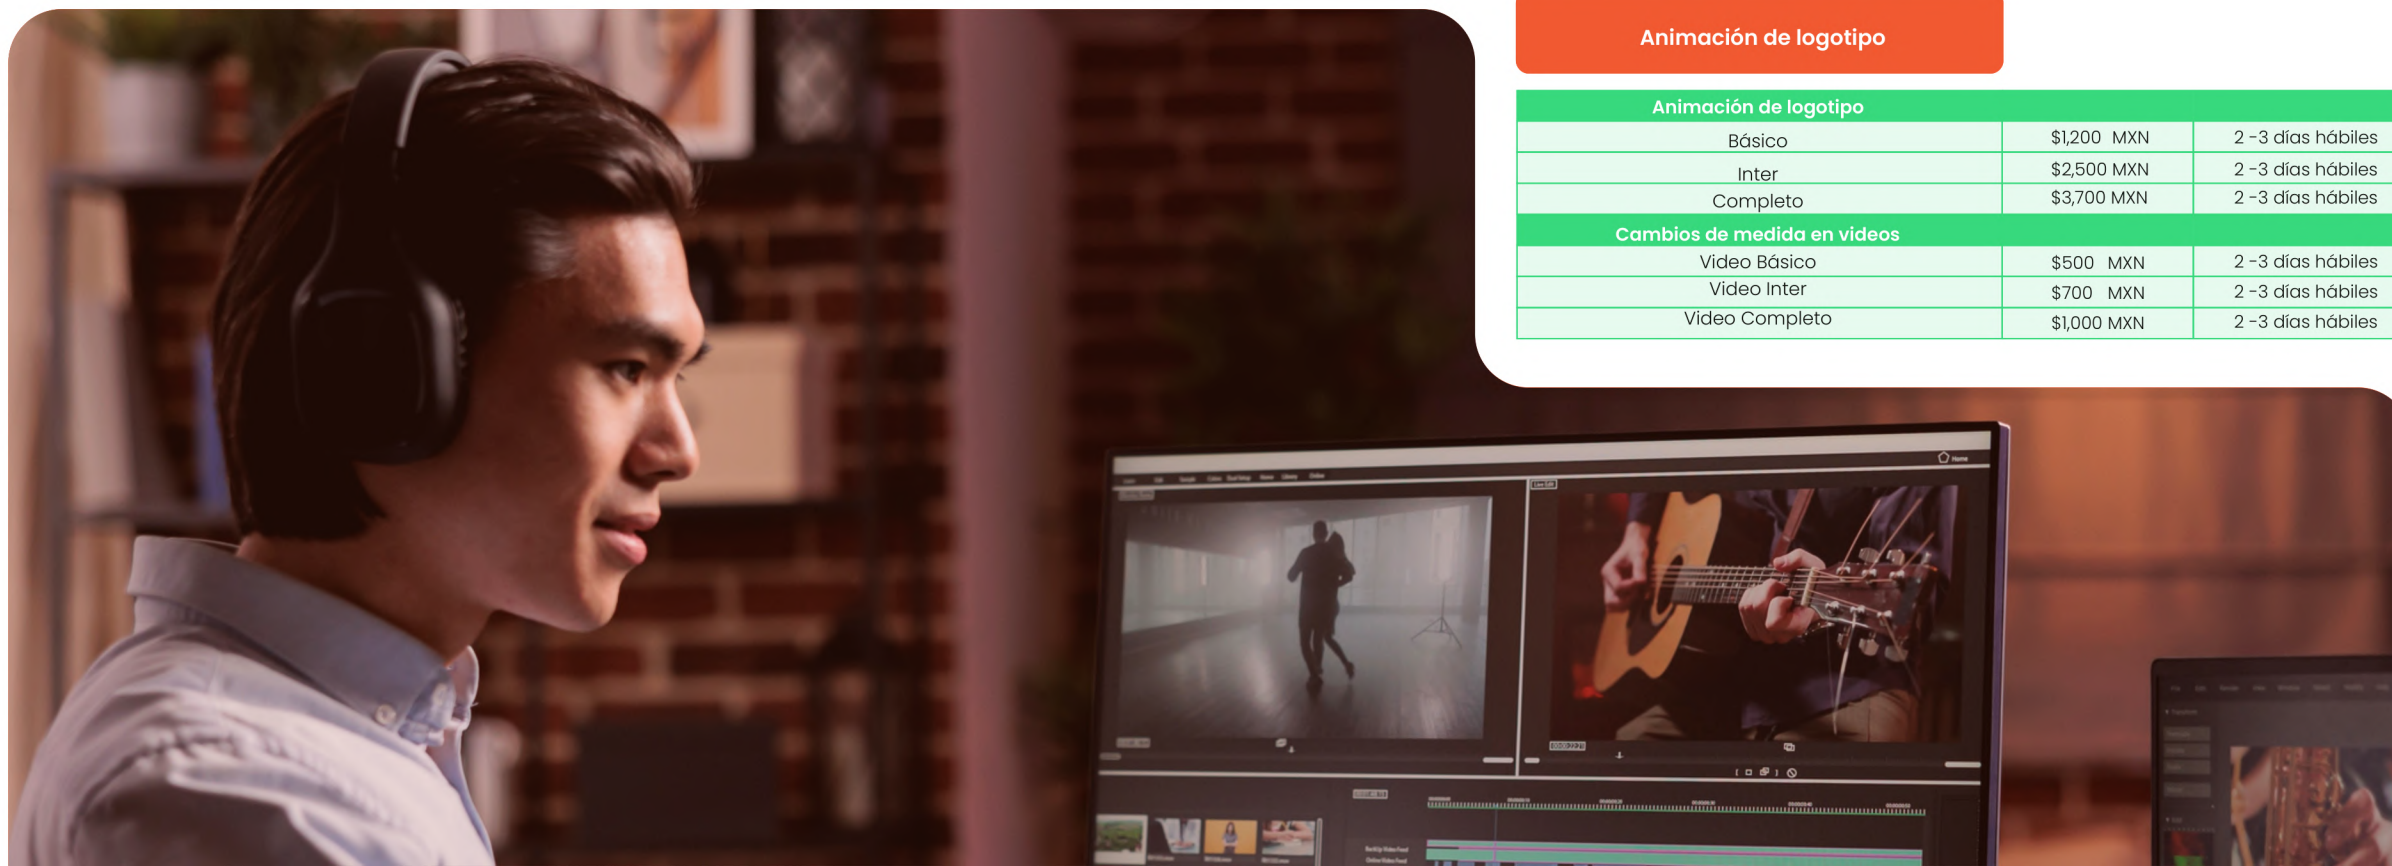 Animación de logotipo
Animación de logotipo
Básico $1,200 MXN 2 -3 días hábiles
Inter $2,500 MXN 2 -3 días hábiles
Completo $3,700 MXN 2 -3 días hábiles
Cambios de medida en videos
Video Básico $500 MXN 2 -3 días hábiles
Video Inter $700 MXN 2 -3 días hábiles
Video Completo $1,000 MXN 2 -3 días hábiles
Home